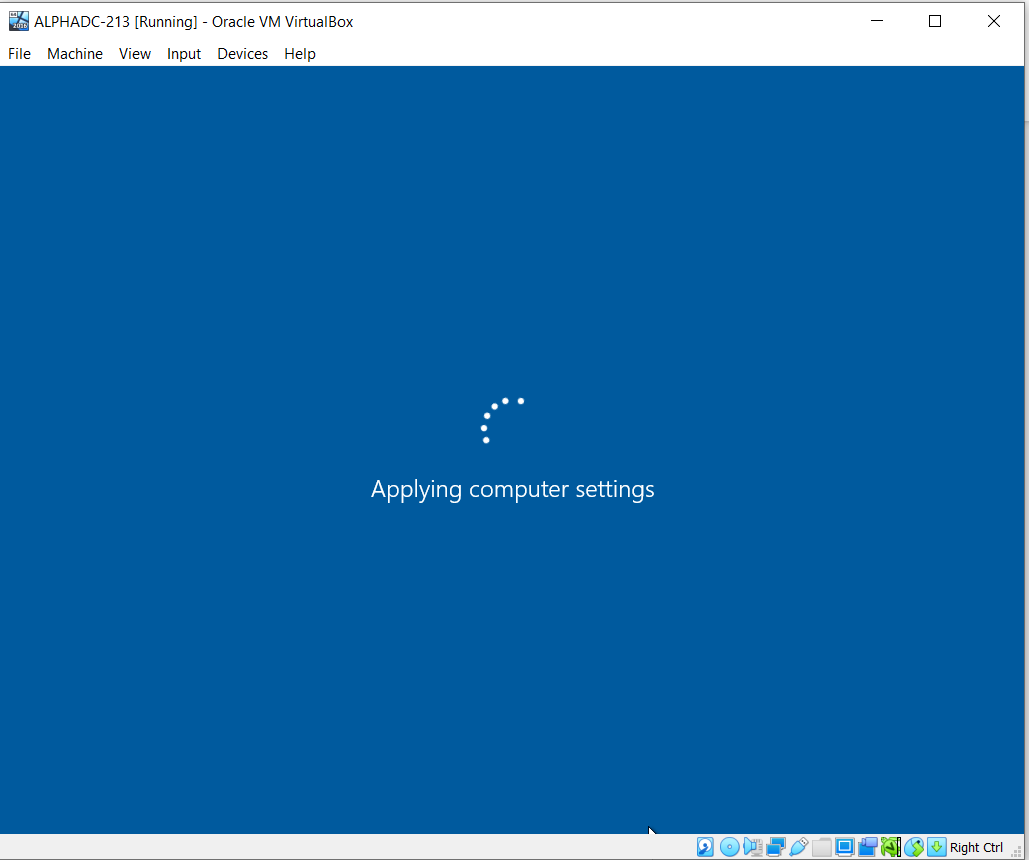 ALPHADC-213 [Running] - Oracle VM VirtualBox
File Machine View Input Devices Help
Applying computer settings
Right Ctrl